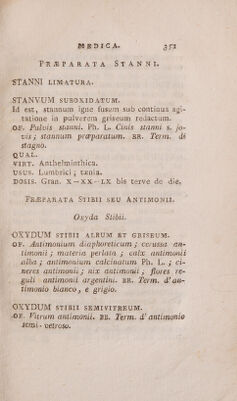 MEDICA. 351
PRÆPARATA STANNI.
STANNI LIMATURA.
STANVUM SUBOXIDATUM.
Id est, stannum igne fusum sub continua agi-
tatione in pulverem griseum redactum.
OF. Pulvis stanni. Ph. L. Cinis stanni s. jo-
vis; stannum præparatum. BR. Term. di
stagno.
QUAL.
VIRT. Anthelminthica.
USUS. Lumbrici; tænia.
DOSIS. Gran. X—XX—LX bis terve de die.
PRÆPARATA STIBII SEU ANTIMONII.
Oxyda Stibii.
OXYDUM STIBII ALBUM ET GRISEUM.
OF. Antimonium diaphoreticum; cerussa an-
timonii; materia perlata; calx antimonii
alba; antimonium calcinatum Ph. L.; ci-
neres antimonii; nix antimonii; flores re-
guli antimonii argentini. BR. Term. d'an-
timonio bianco, e grigio.
OXYDUM STIBII SEMIVITREUM.
OF. Vitrum antimonii. BR. Term. d'antimonio
semi-vetroso.